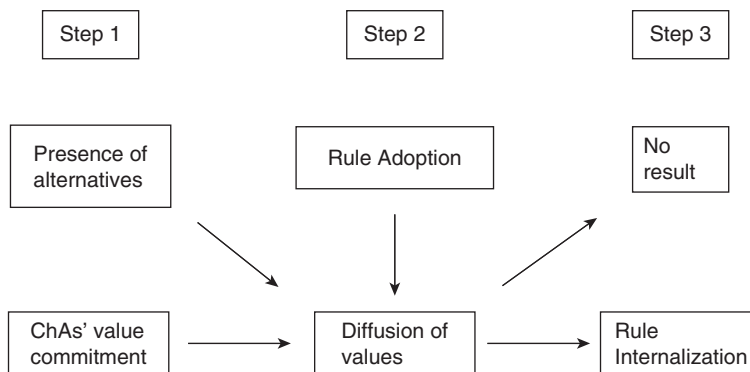 Step 1
Step 2
Step 3
Presence of
alternatives
Rule Adoption
No
result
ChAs' value
commitment
Diffusion of
values
Rule
Internalization